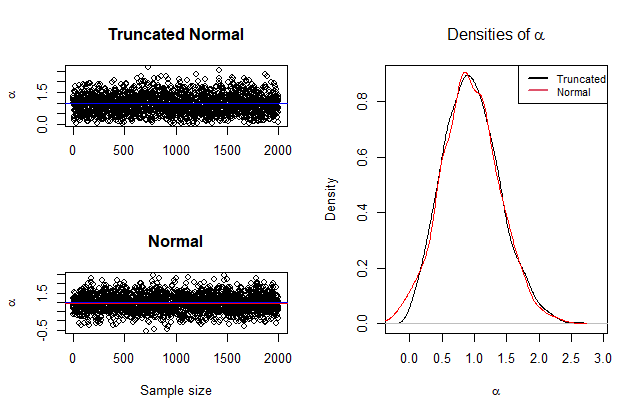 Truncated Normal
α
0.0 1.5
0 500 1000 1500 2000
Normal
α
-0.5 1.5
0 500 1000 1500 2000
Sample size
Densities of α
Truncated
Normal
Density
0.0 0.2 0.4 0.6 0.8
0.0 0.5 1.0 1.5 2.0 2.5 3.0
α